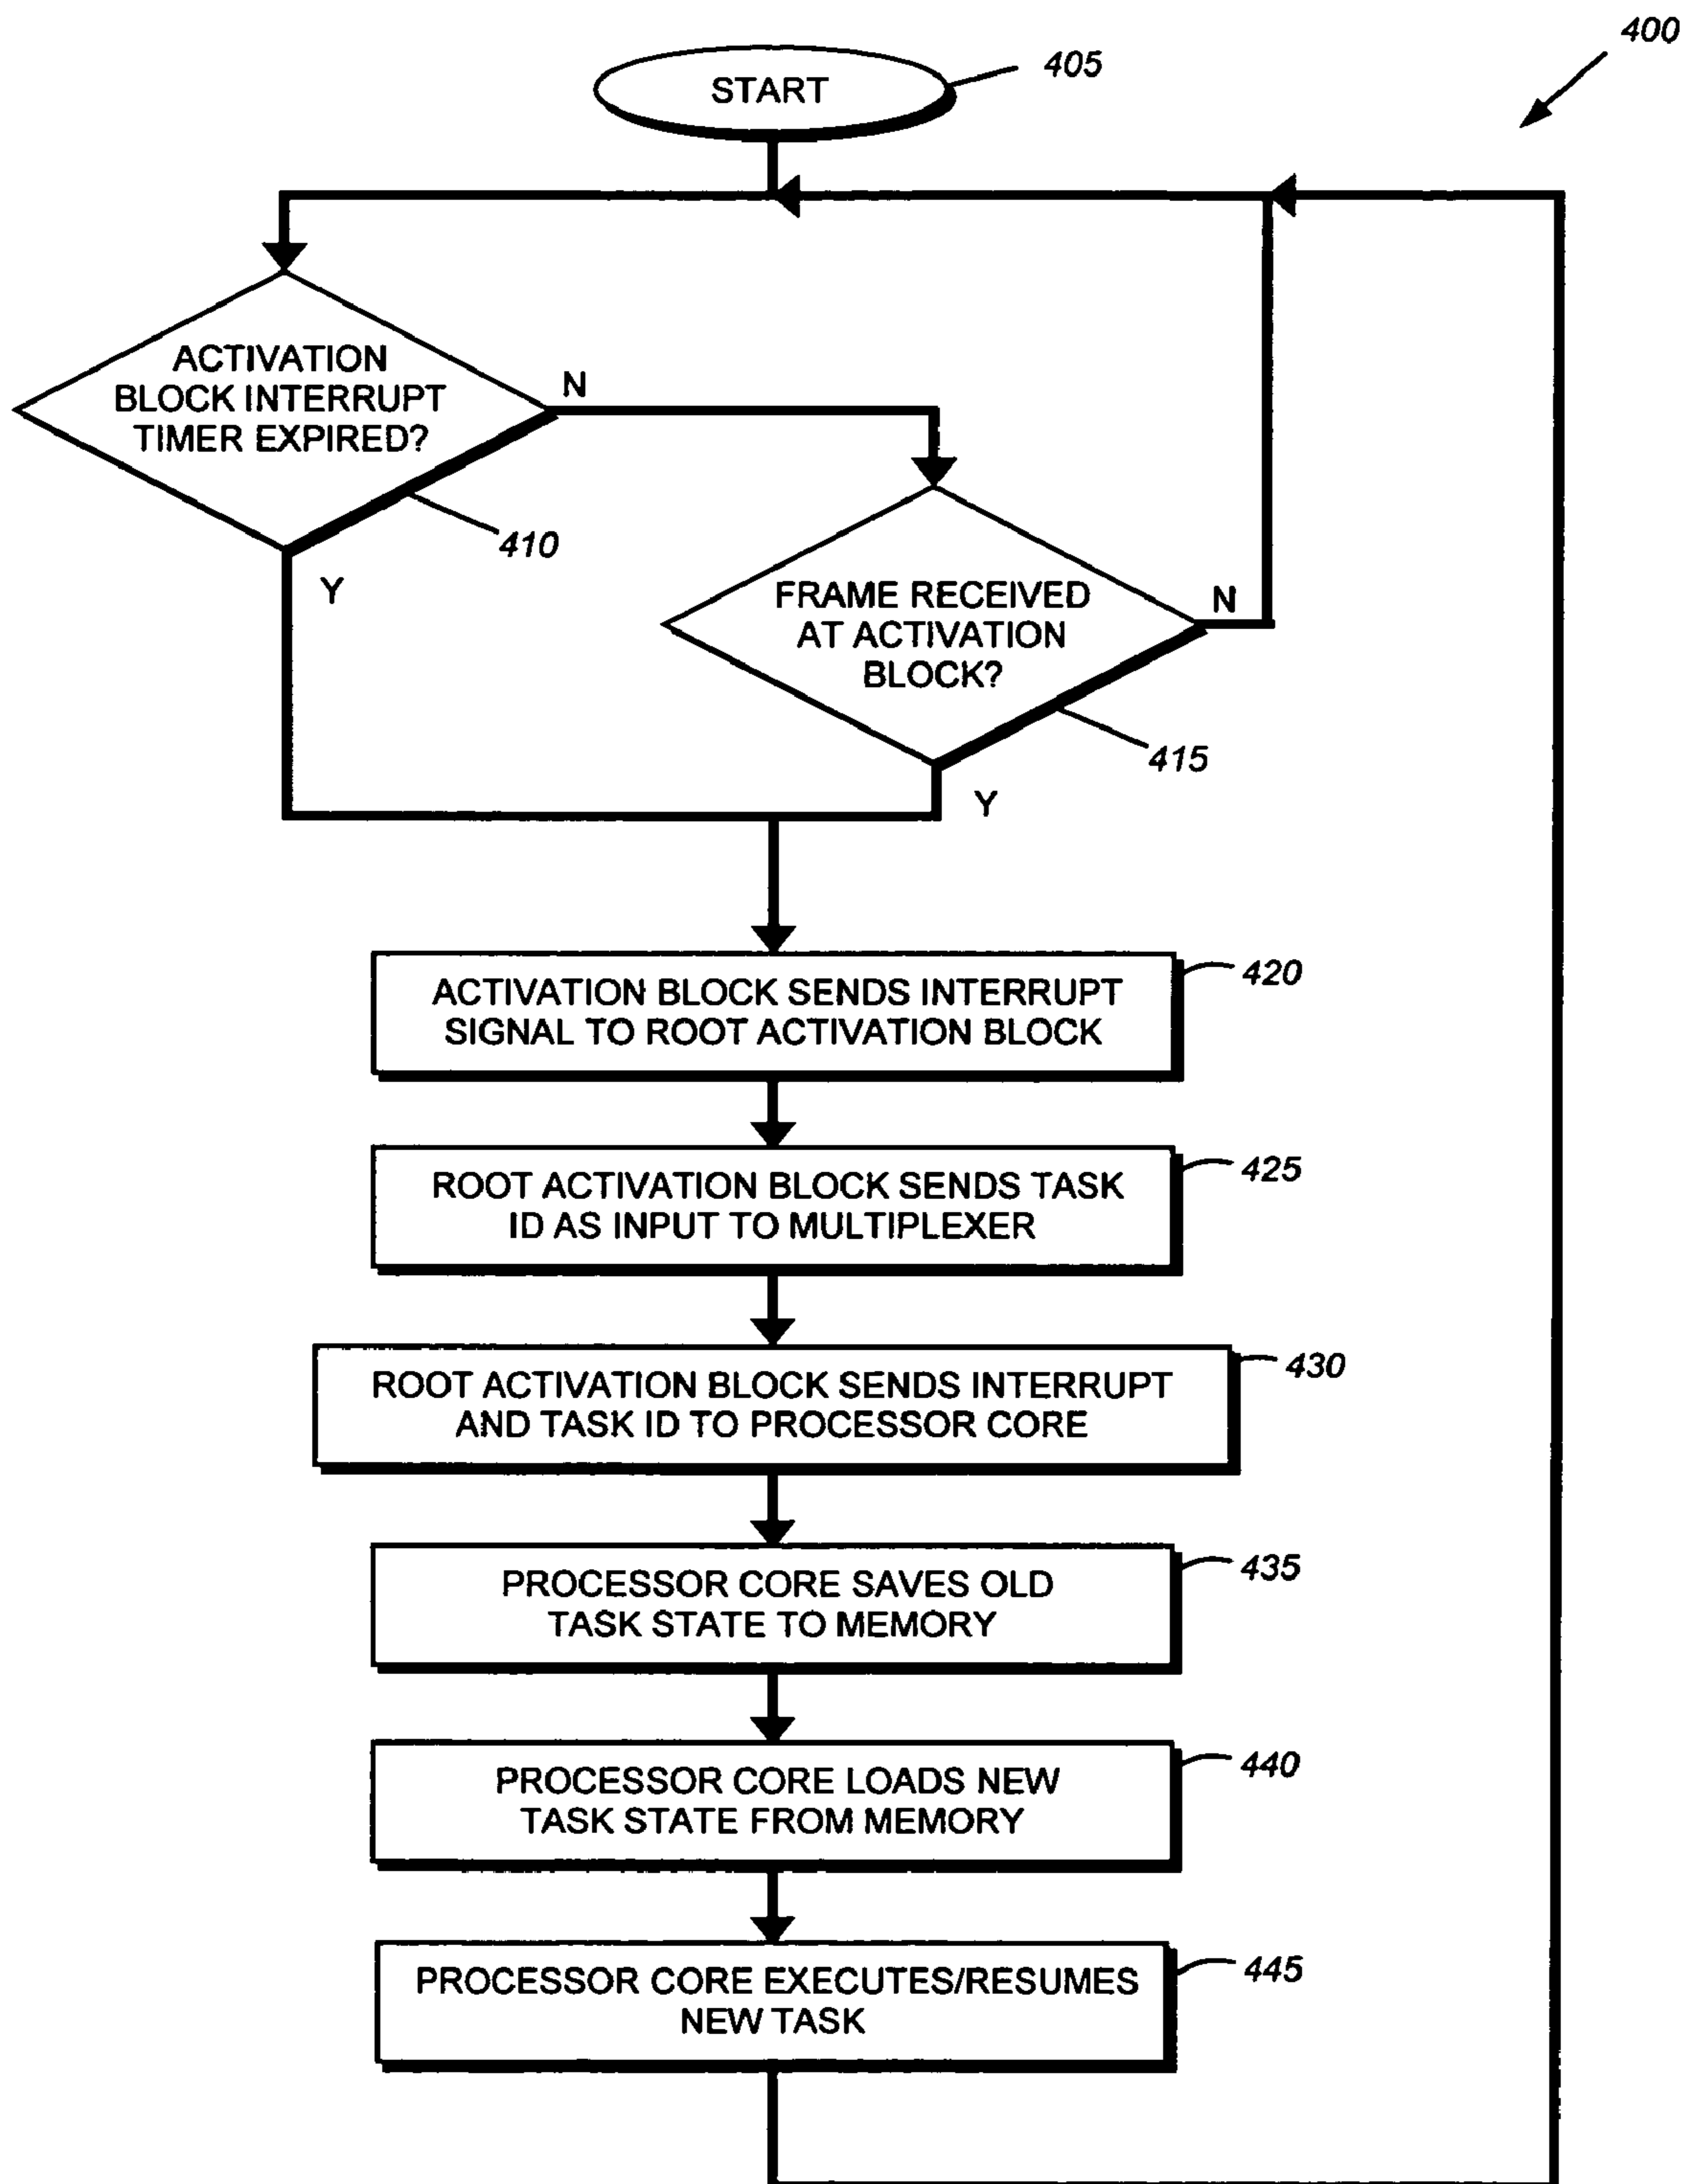 400
START
405
ACTIVATION
BLOCK INTERRUPT
TIMER EXPIRED?
N
410
Y
FRAME RECEIVED
AT ACTIVATION
BLOCK?
N
415
Y
ACTIVATION BLOCK SENDS INTERRUPT
SIGNAL TO ROOT ACTIVATION BLOCK
420
ROOT ACTIVATION BLOCK SENDS TASK
ID AS INPUT TO MULTIPLEXER
425
ROOT ACTIVATION BLOCK SENDS INTERRUPT
AND TASK ID TO PROCESSOR CORE
430
PROCESSOR CORE SAVES OLD
TASK STATE TO MEMORY
435
PROCESSOR CORE LOADS NEW
TASK STATE FROM MEMORY
440
PROCESSOR CORE EXECUTES/RESUMES
NEW TASK
445